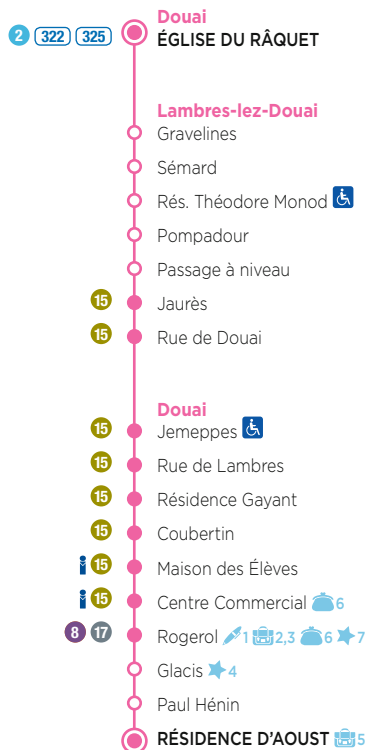 Douai
2 322 325 ÉGLISE DU RÂQUET
Lambres-lez-Douai
Gravelines
Sémard
Rés. Théodore Monod
Pompadour
Passage à niveau
15 Jaurès
15 Rue de Douai
Douai
15 Jemeppes
15 Rue de Lambres
15 Résidence Gayant
15 Coubertin
15 Maison des Élèves
15 Centre Commercial 6
8 17 Rogerol 1 2,3 6 7
Glacis 4
Paul Hénin
RÉSIDENCE D'AOUST 5